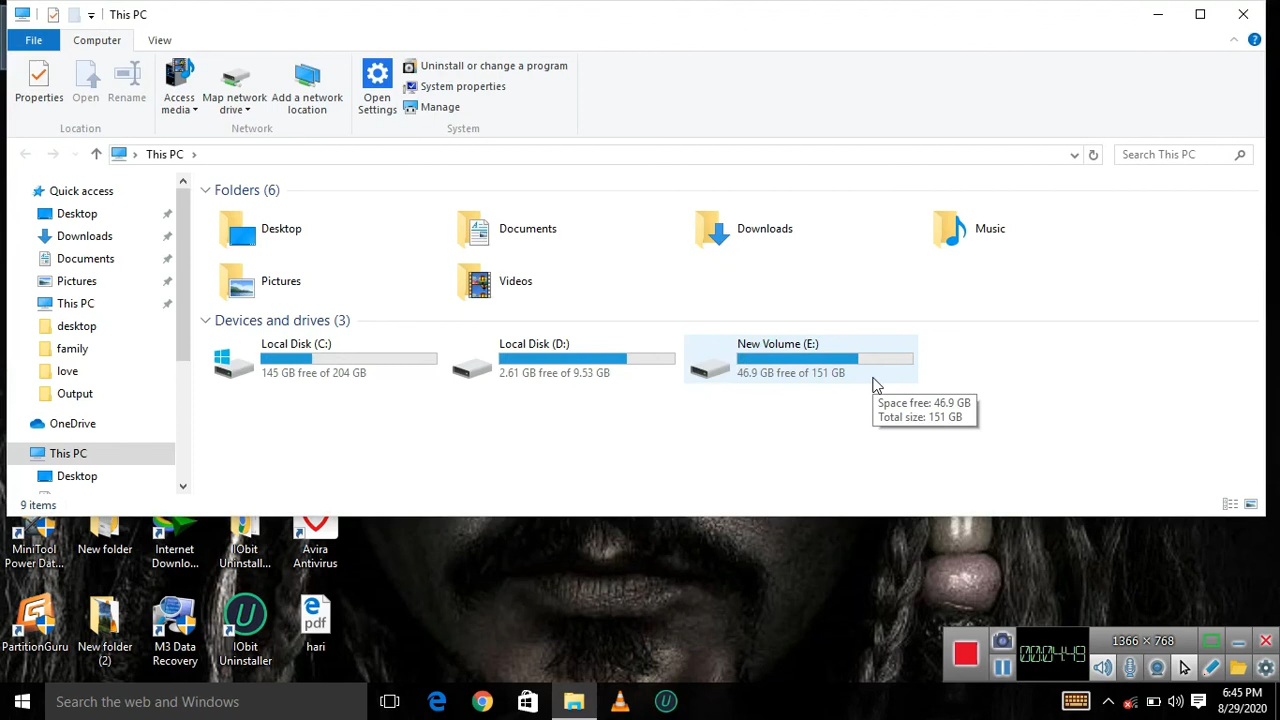 This PC
File
Computer
View
Properties
Open
Rename
Access media
Map network drive
Add a network location
Open Settings
Uninstall or change a program
System properties
Manage
Location
Network
System
This PC
Search This PC
Quick access
Desktop
Downloads
Documents
Pictures
This PC
desktop
family
love
Output
OneDrive
This PC
Desktop
Folders (6)
Desktop
Documents
Downloads
Music
Pictures
Videos
Devices and drives (3)
Local Disk (C:)
145 GB free of 204 GB
Local Disk (D:)
2.61 GB free of 9.53 GB
New Volume (E:)
46.9 GB free of 151 GB
Space free: 46.9 GB
Total size: 151 GB
9 items
MiniTool Power Dat...
New folder
Internet Downlo...
IObit Uninstall...
Avira Antivirus
PartitionGuru
New folder (2)
M3 Data Recovery
IObit Uninstaller
pdf
hari
1366 × 768
00:04:49
Search the web and Windows
6:45 PM
8/29/2020